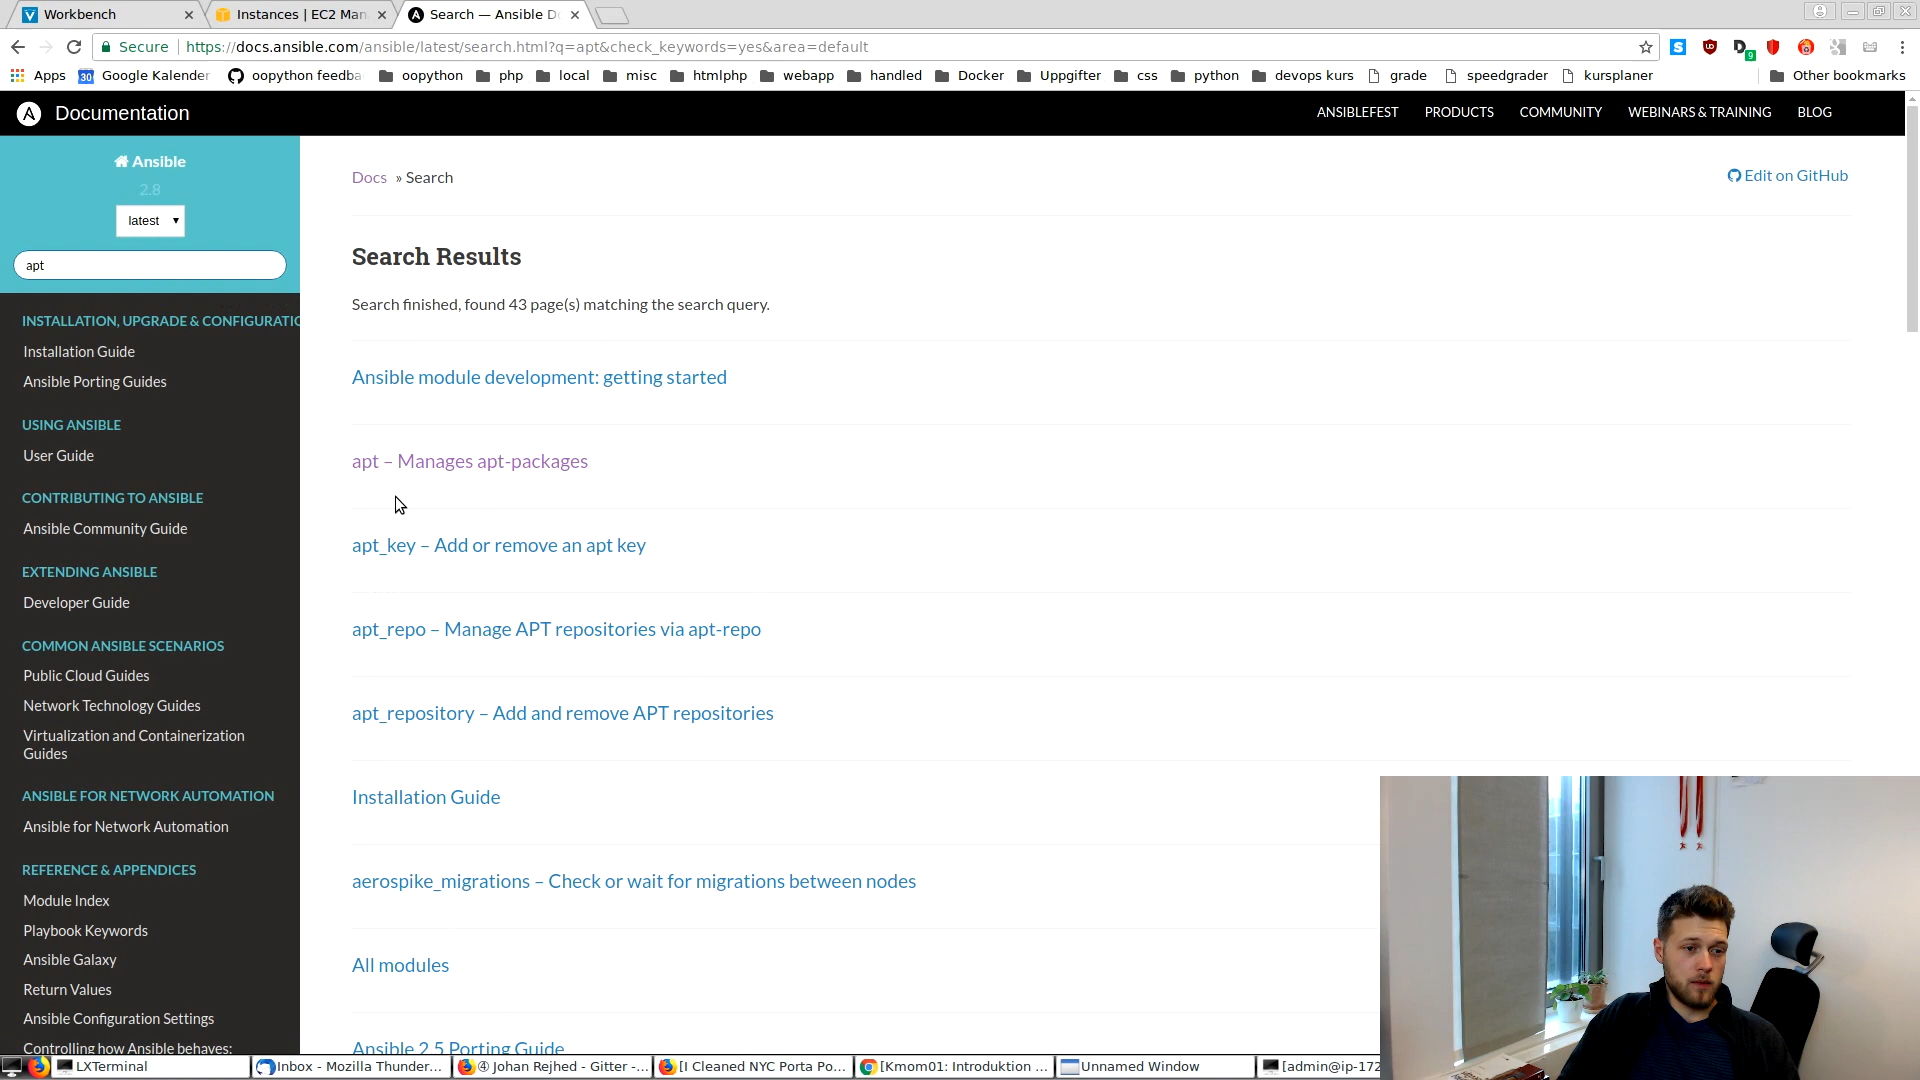 Workbench
Instances | EC2 Man
Search — Ansible D
Secure
https://docs.ansible.com/ansible/latest/search.html?q=apt&check_keywords=yes&area=default
Apps
Google Kalender
oopython feedba
oopython
php
local
misc
htmlphp
webapp
handled
Docker
Uppgifter
css
python
devops kurs
grade
speedgrader
kursplaner
Other bookmarks
Documentation
ANSIBLEFEST
PRODUCTS
COMMUNITY
WEBINARS & TRAINING
BLOG
Ansible
2.8
latest
apt
INSTALLATION, UPGRADE & CONFIGURATIO
Installation Guide
Ansible Porting Guides
USING ANSIBLE
User Guide
CONTRIBUTING TO ANSIBLE
Ansible Community Guide
EXTENDING ANSIBLE
Developer Guide
COMMON ANSIBLE SCENARIOS
Public Cloud Guides
Network Technology Guides
Virtualization and Containerization
Guides
ANSIBLE FOR NETWORK AUTOMATION
Ansible for Network Automation
REFERENCE & APPENDICES
Module Index
Playbook Keywords
Ansible Galaxy
Return Values
Ansible Configuration Settings
Controlling how Ansible behaves:
Docs » Search
Edit on GitHub
Search Results
Search finished, found 43 page(s) matching the search query.
Ansible module development: getting started
apt – Manages apt-packages
apt_key – Add or remove an apt key
apt_repo – Manage APT repositories via apt-repo
apt_repository – Add and remove APT repositories
Installation Guide
aerospike_migrations – Check or wait for migrations between nodes
All modules
Ansible 2.5 Porting Guide
LXTerminal
Inbox - Mozilla Thunder...
④ Johan Rejhed - Gitter -...
[I Cleaned NYC Porta Po...
[Kmom01: Introduktion ...
Unnamed Window
[admin@ip-172